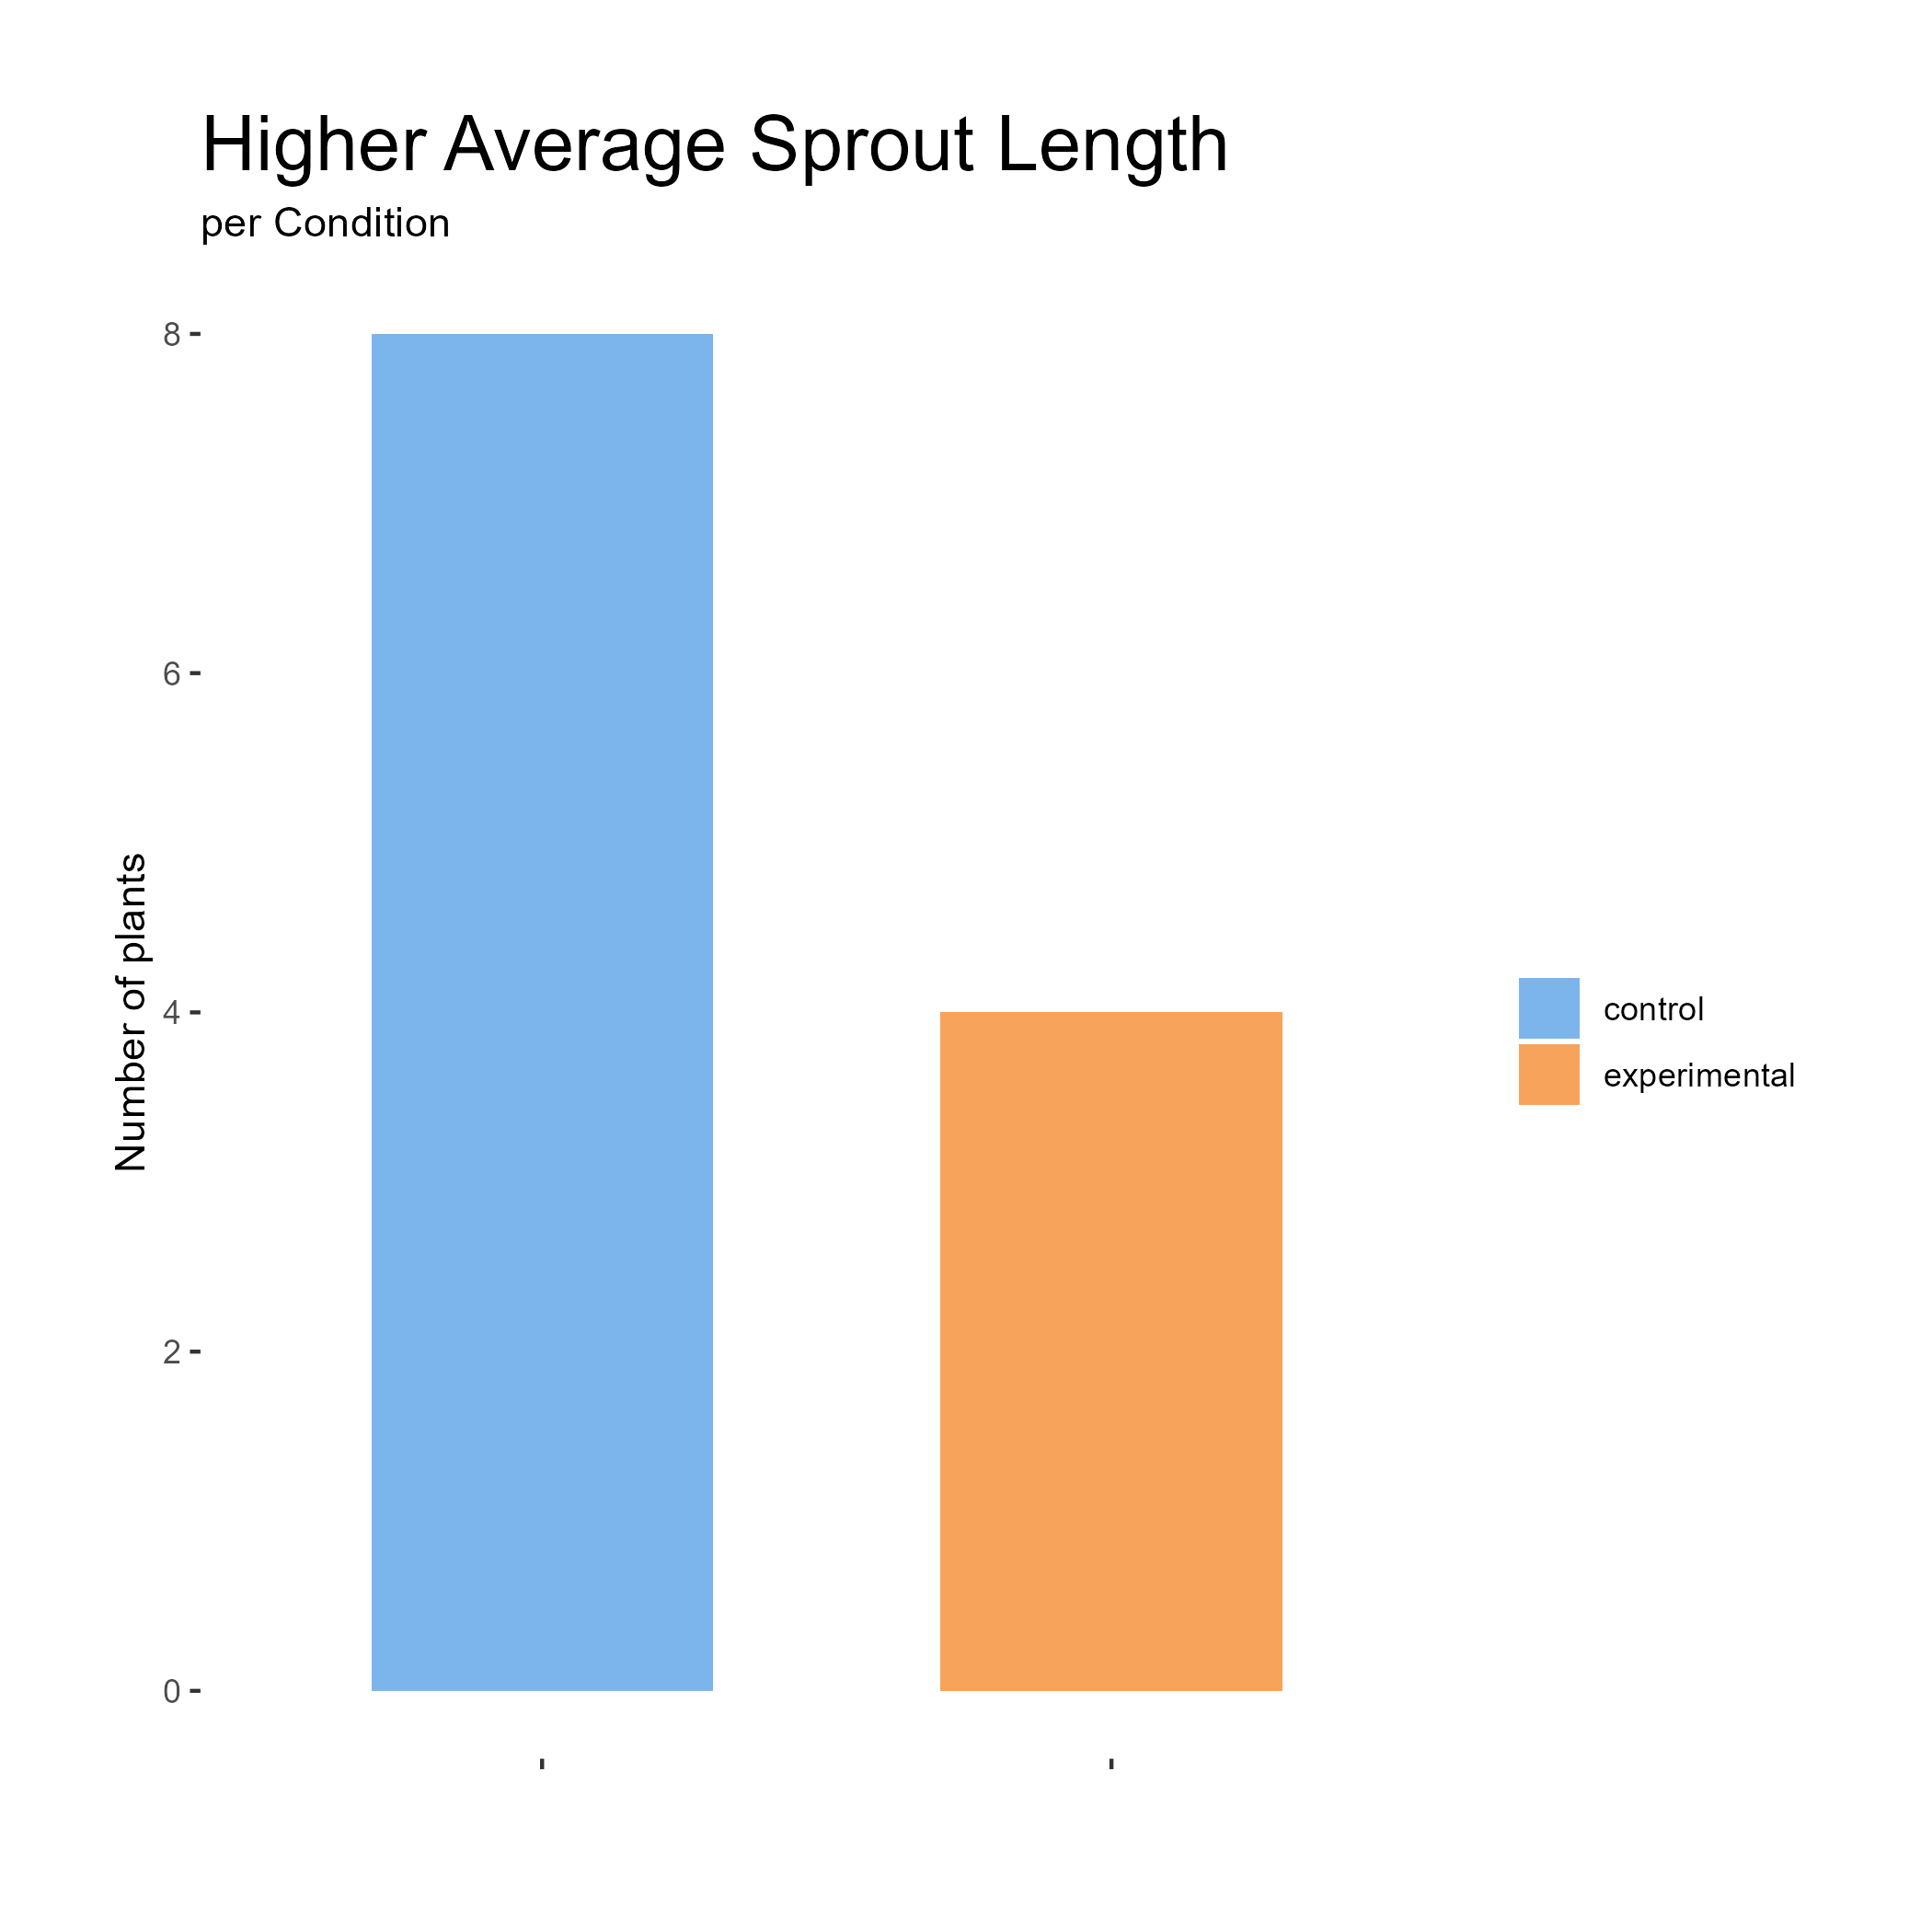 Higher Average Sprout Length
per Condition
8
6
4
2
0
Number of plants
control
experimental